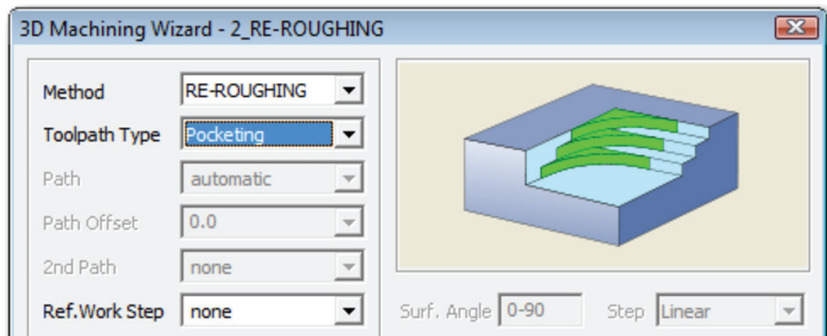 3D Machining Wizard - 2_RE-ROUGHING
Method RE-ROUGHING
Toolpath Type Pocketing
Path automatic
Path Offset 0.0
2nd Path none
Ref.Work Step none
Surf. Angle 0-90 Step Linear